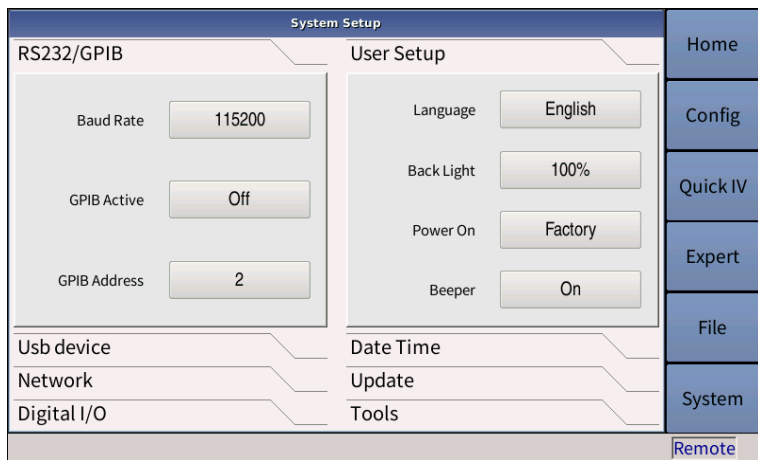 System Setup
RS232/GPIB
Baud Rate
115200
GPIB Active
Off
GPIB Address
2
Usb device
Network
Digital I/O
User Setup
Language
English
Back Light
100%
Power On
Factory
Beeper
On
Date Time
Update
Tools
Home
Config
Quick IV
Expert
File
System
Remote